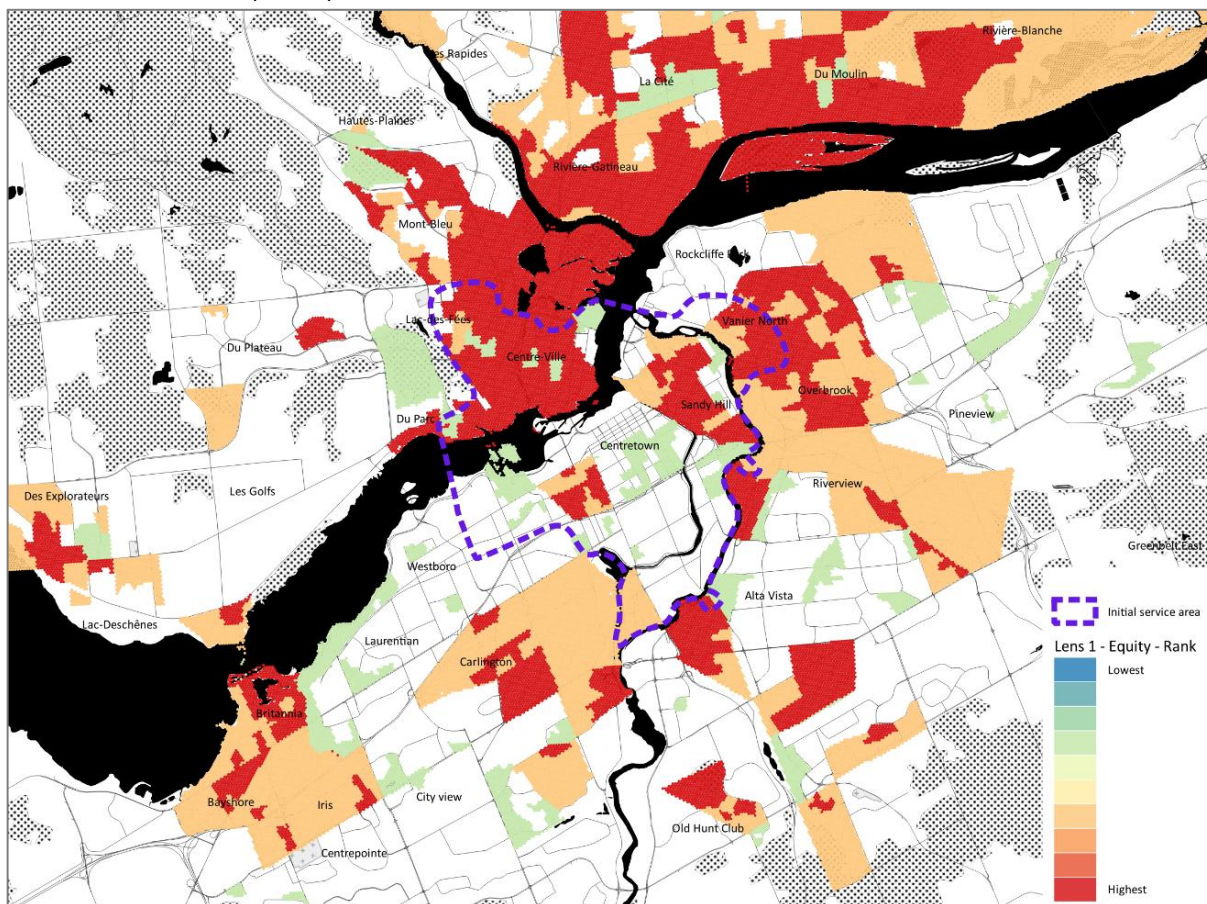 Rivière-Blanche
La Cité
Du Moulin
Hautes-Plaines
Rivière-Gatineau
Mont-Bleu
Rockcliffe
Lac-des-Fées
Vanier North
Du Plateau
Centre-Ville
Overbrook
Du Parc
Sandy Hill
Pineview
Centretown
Des Explorateurs
Les Golfs
Riverview
Greenbelt East
Westboro
Alta Vista
Initial service area
Lac-Deschênes
Laurentian
Lens 1 - Equity - Rank
Carlington
Lowest
Britannia
Bayshore
Iris
City view
Old Hunt Club
Centrepointe
Highest